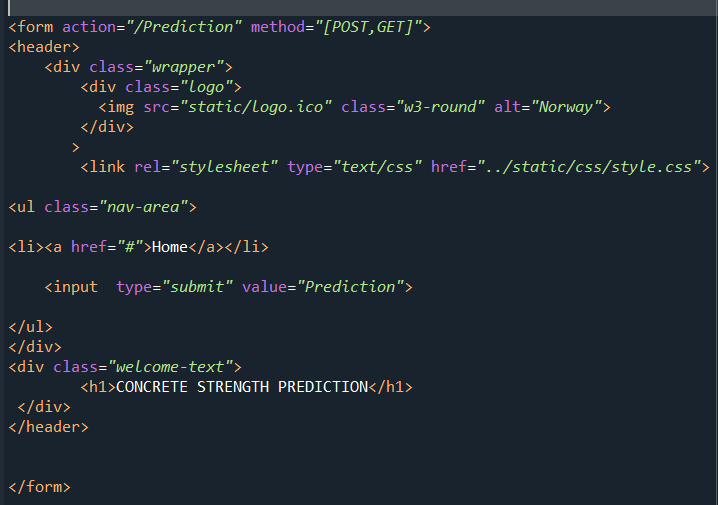 <form action="/Prediction" method="[POST,GET]">
<header>
    <div class="wrapper">
        <div class="logo">
          <img src="static/logo.ico" class="w3-round" alt="Norway">
        </div>
       >
        <link rel="stylesheet" type="text/css" href="../static/css/style.css">
<ul class="nav-area">
<li><a href="#">Home</a></li>
    <input  type="submit" value="Prediction">
</ul>
</div>
<div class="welcome-text">
        <h1>CONCRETE STRENGTH PREDICTION</h1>
 </div>
</header>
</form>